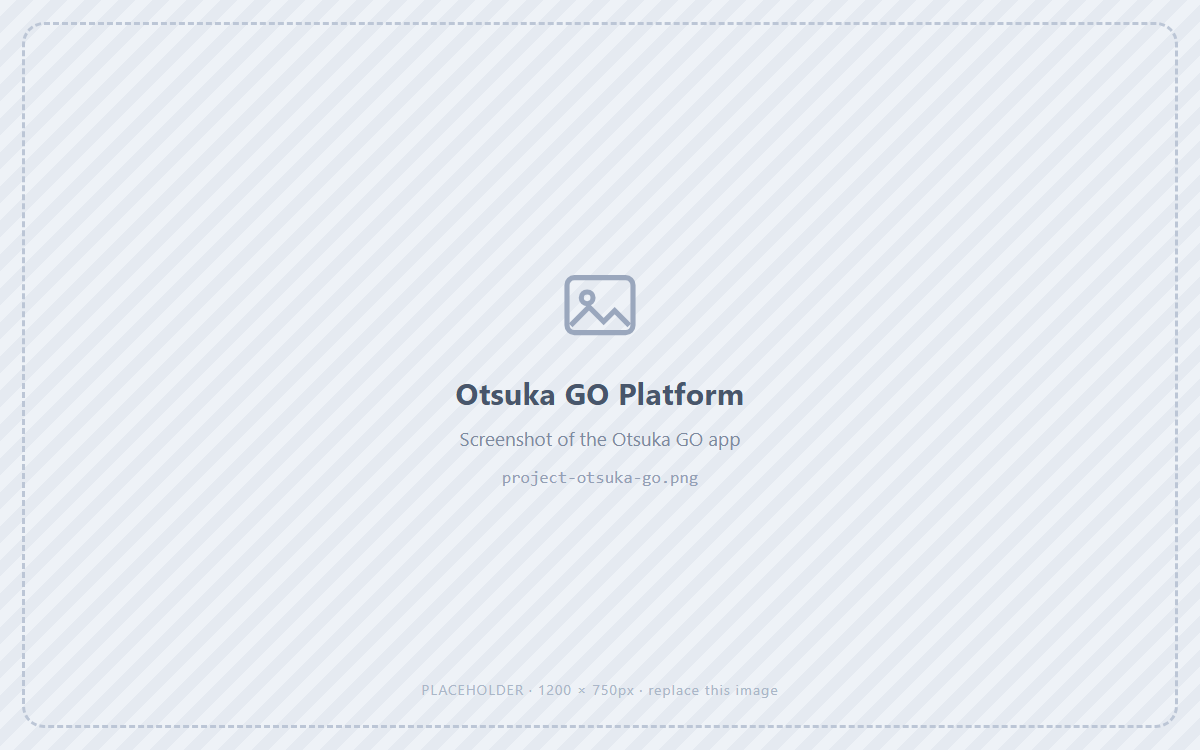 Otsuka GO Platform
Screenshot of the Otsuka GO app
project-otsuka-go.png
PLACEHOLDER · 1200 × 750px · replace this image